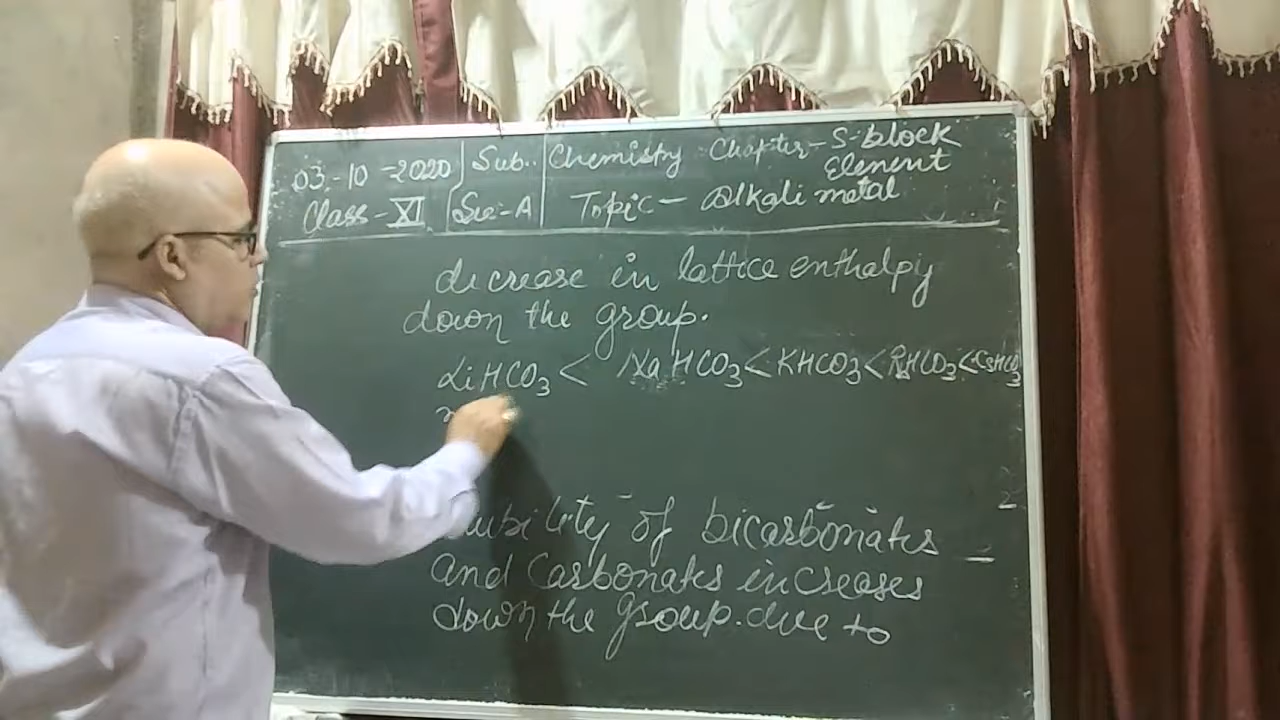 03-10-2020 Sub.. Chemistry Chapter- S-block
Element
Class-XI Sec-A Topic- Alkali metal
decrease in lattice enthalpy
down the group.
LiHCO3 < NaHCO3 < KHCO3 < RbHCO3 < CsHCO3
2
of bicarbonates
and Carbonates increases
down the group. due to